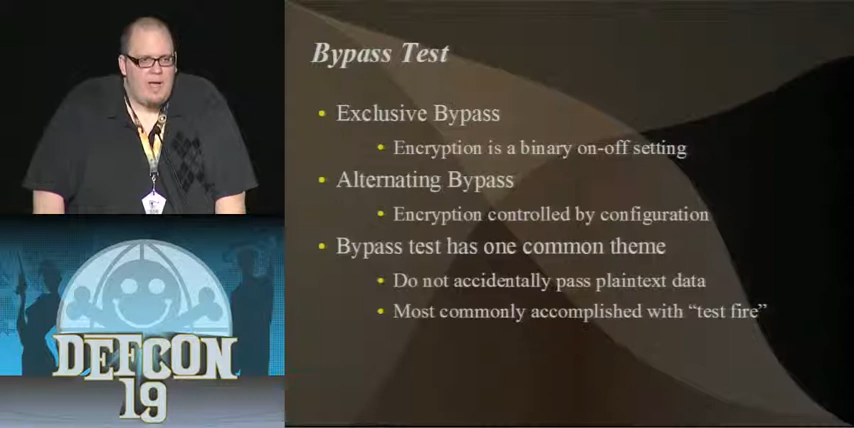 Bypass Test
Exclusive Bypass
Encryption is a binary on-off setting
Alternating Bypass
Encryption controlled by configuration
Bypass test has one common theme
Do not accidentally pass plaintext data
Most commonly accomplished with “test fire”
DEFCON
19